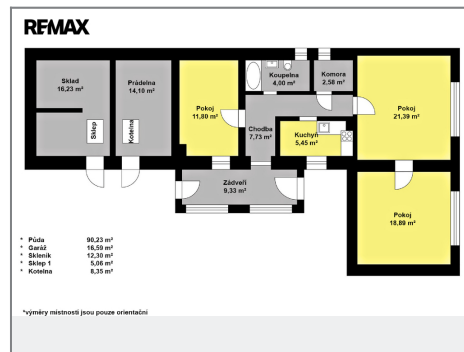 RE/MAX
Sklad
16,23 m²
Prádelna
14,10 m²
Pokoj
11,80 m²
Koupelna
4,00 m²
Komora
2,58 m²
Pokoj
21,39 m²
Sklep
Kotelna
Chodba
7,73 m²
Kuchyň
5,45 m²
Zádveří
9,33 m²
Pokoj
18,89 m²
* Půda 90,23 m²
* Garáž 16,59 m²
* Skleník 12,30 m²
* Sklep 1 5,06 m²
* Kotelna 8,35 m²
*výměry místností jsou pouze orientační